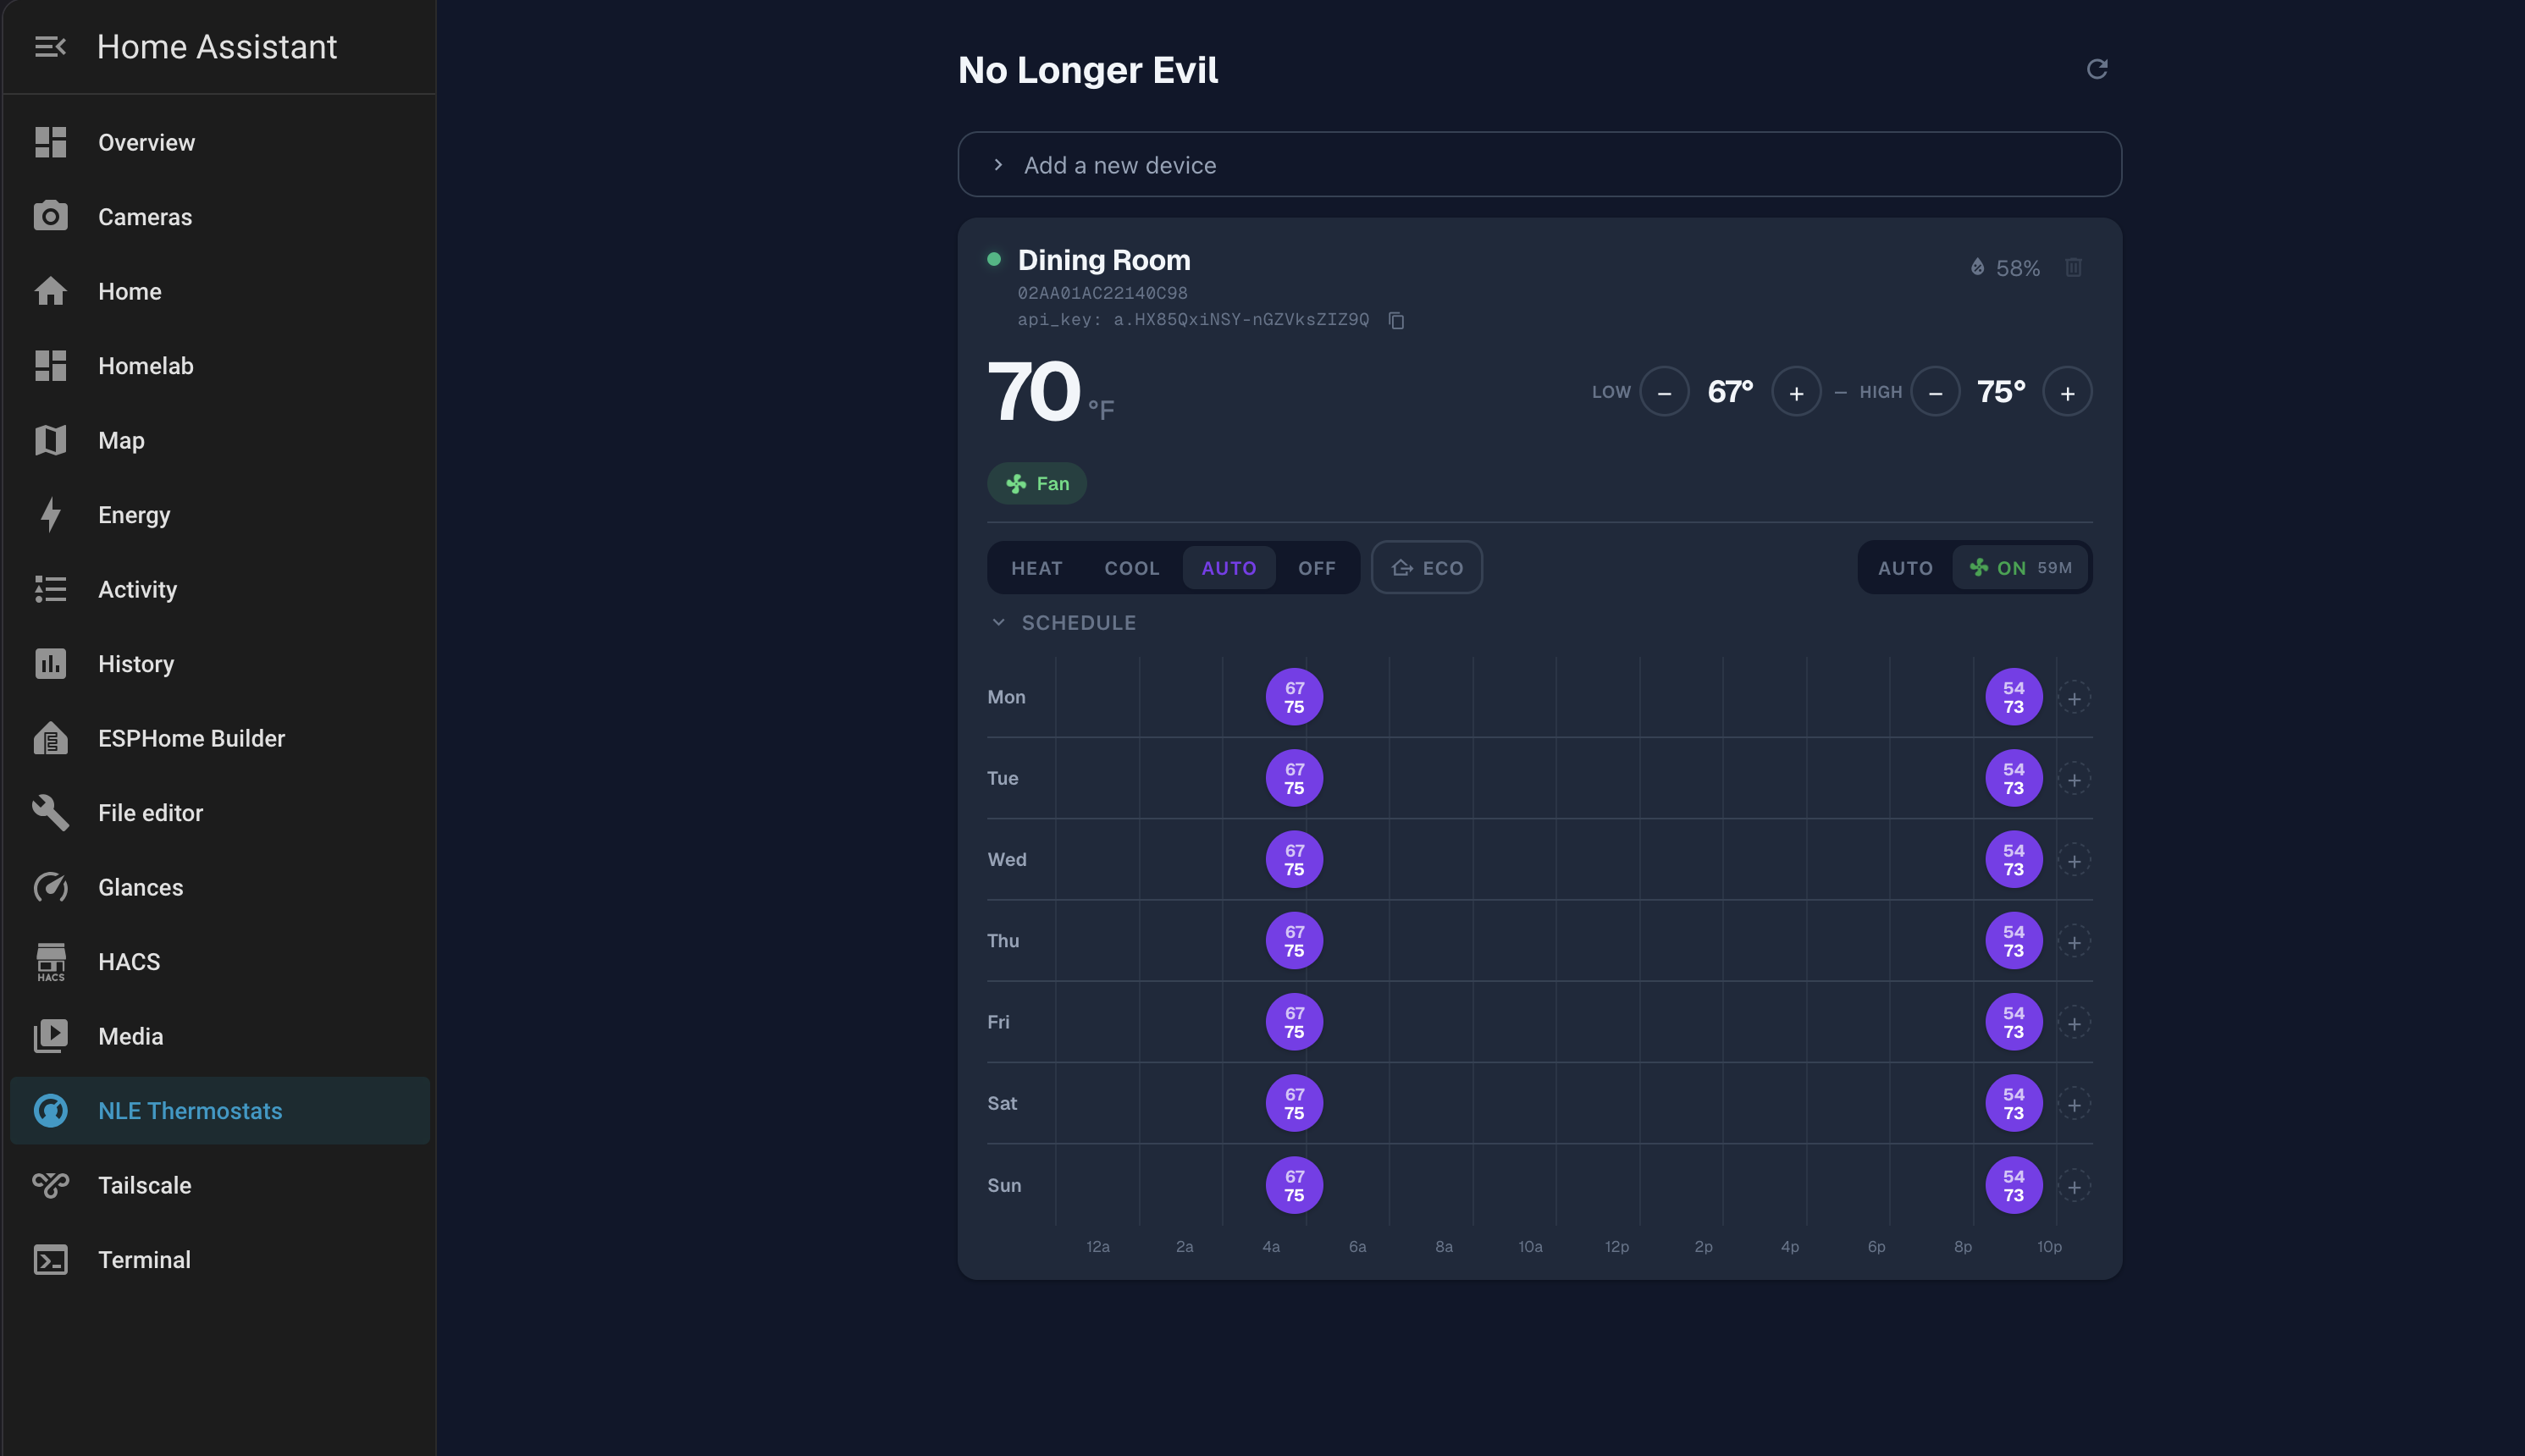 Home Assistant
Overview
Cameras
Home
Homelab
Map
Energy
Activity
History
ESPHome Builder
File editor
Glances
HACS
HACS
Media
NLE Thermostats
Tailscale
Terminal
No Longer Evil
Add a new device
Dining Room
58%
02AA01AC22140C98
api_key: a.HX85QxiNSY-nGZVksZIZ9Q
70 °F
LOW − 67° + – HIGH − 75° +
Fan
HEAT COOL AUTO OFF ECO AUTO ON 59M
SCHEDULE
Mon 67 75 54 73 +
Tue 67 75 54 73 +
Wed 67 75 54 73 +
Thu 67 75 54 73 +
Fri 67 75 54 73 +
Sat 67 75 54 73 +
Sun 67 75 54 73 +
12a 2a 4a 6a 8a 10a 12p 2p 4p 6p 8p 10p